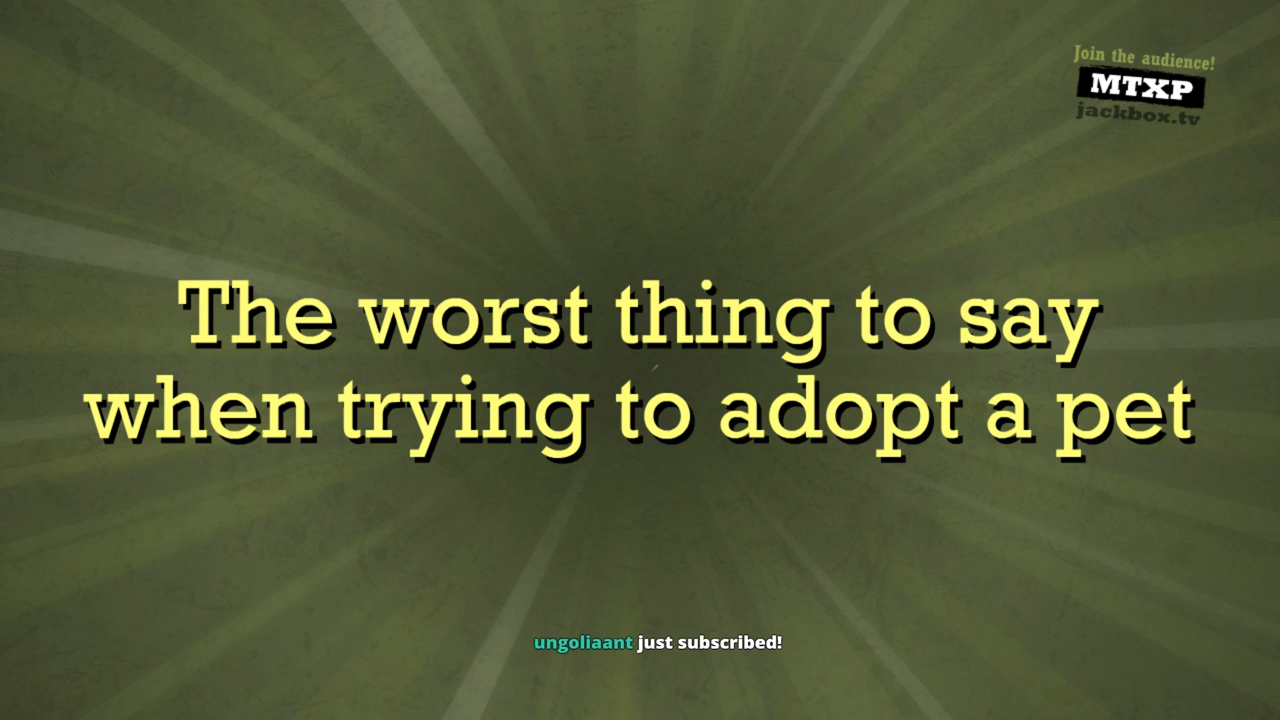 Join the audience!
MTXP
jackbox.tv
The worst thing to say
when trying to adopt a pet
ungoliaant just subscribed!